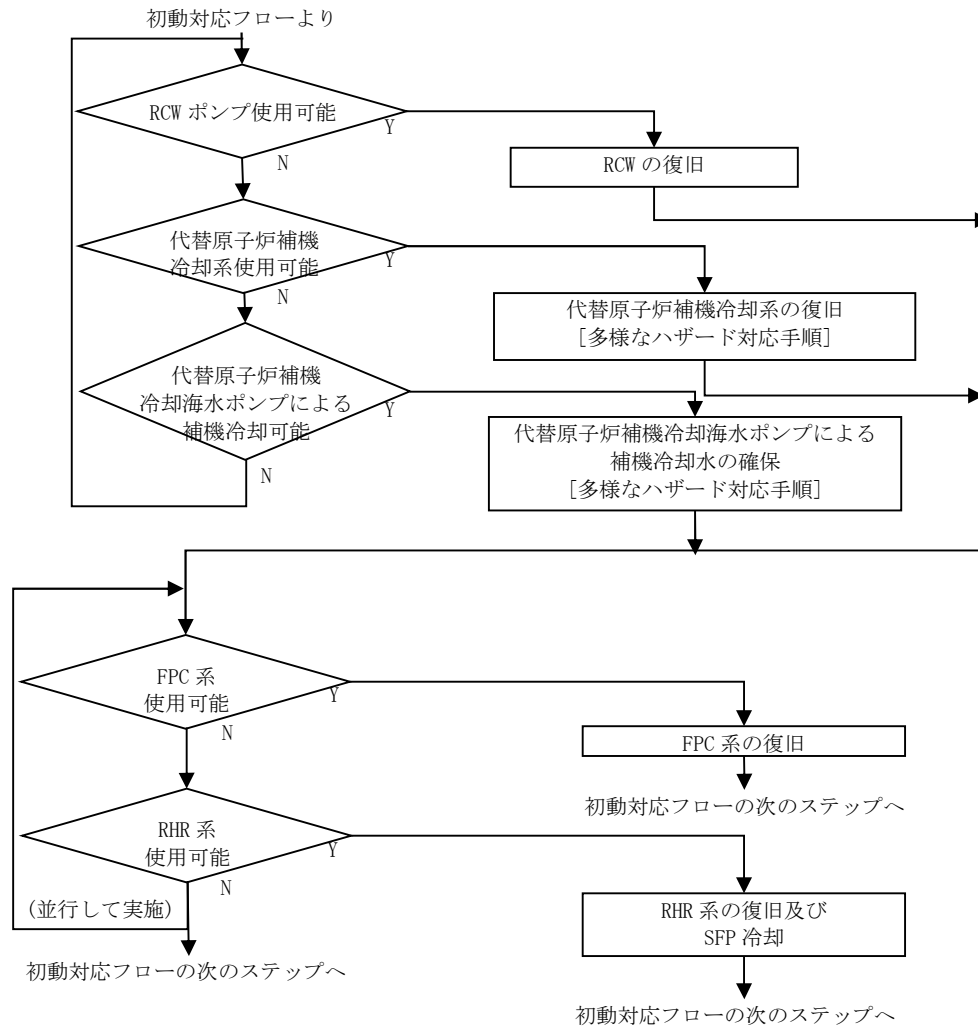 初動対応フローより
RCW ポンプ使用可能
Y
N
RCW の復旧
代替原子炉補機
冷却系使用可能
Y
N
代替原子炉補機冷却系の復旧
[多様なハザード対応手順]
代替原子炉補機
冷却海水ポンプによる
補機冷却可能
Y
N
代替原子炉補機冷却海水ポンプによる
補機冷却水の確保
[多様なハザード対応手順]
FPC 系
使用可能
Y
N
FPC 系の復旧
初動対応フローの次のステップへ
RHR 系
使用可能
Y
N
(並行して実施)
RHR 系の復旧及び
SFP 冷却
初動対応フローの次のステップへ
初動対応フローの次のステップへ